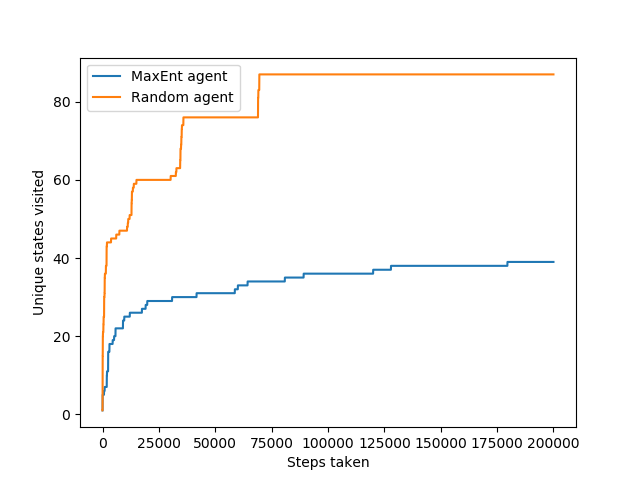 MaxEnt agent
Random agent
80
60
40
20
0
Unique states visited
0 25000 50000 75000 100000 125000 150000 175000 200000
Steps taken